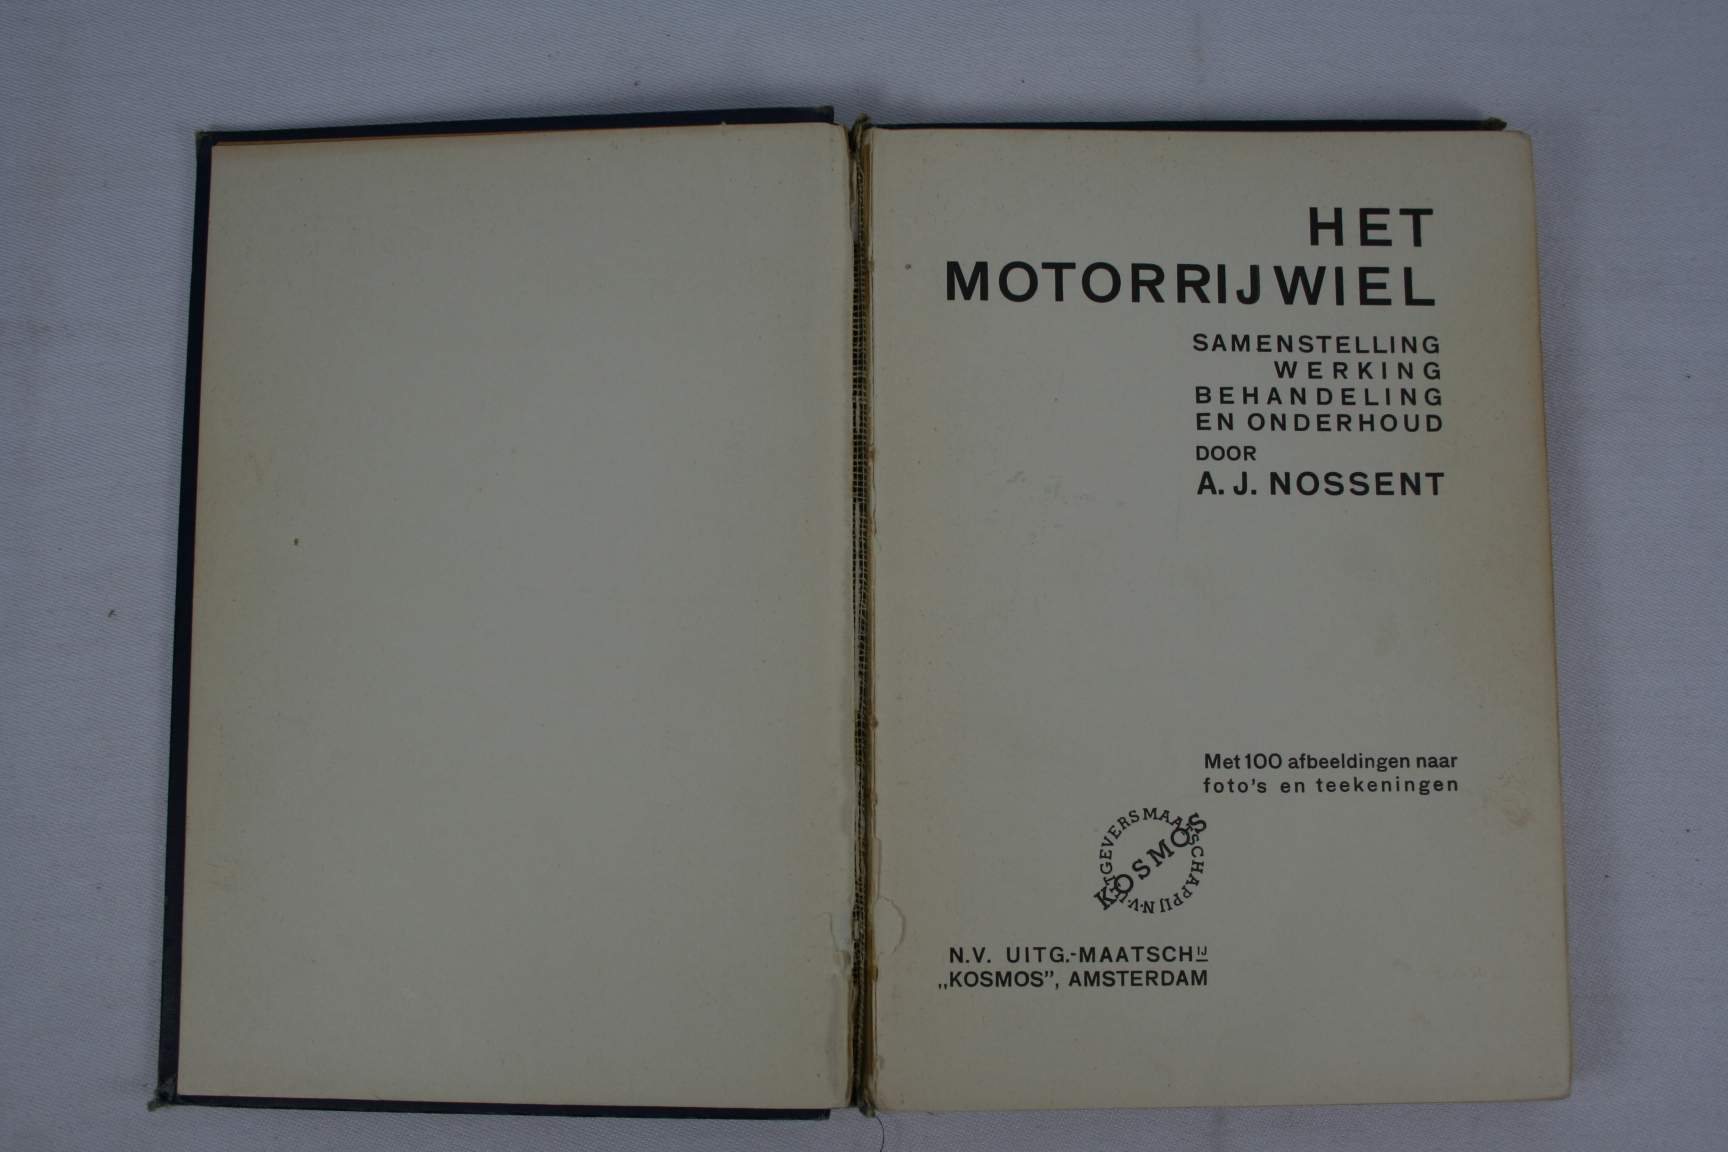 HET
MOTORRIJWIEL
SAMENSTELLING
WERKING
BEHANDELING
EN ONDERHOUD
DOOR
A. J. NOSSENT
Met 100 afbeeldingen naar
foto's en teekeningen
N.V. UITGEVERSMAATSCHAPPIJ
KOSMOS
N.V. UITG.-MAATSCHIJ
„KOSMOS”, AMSTERDAM